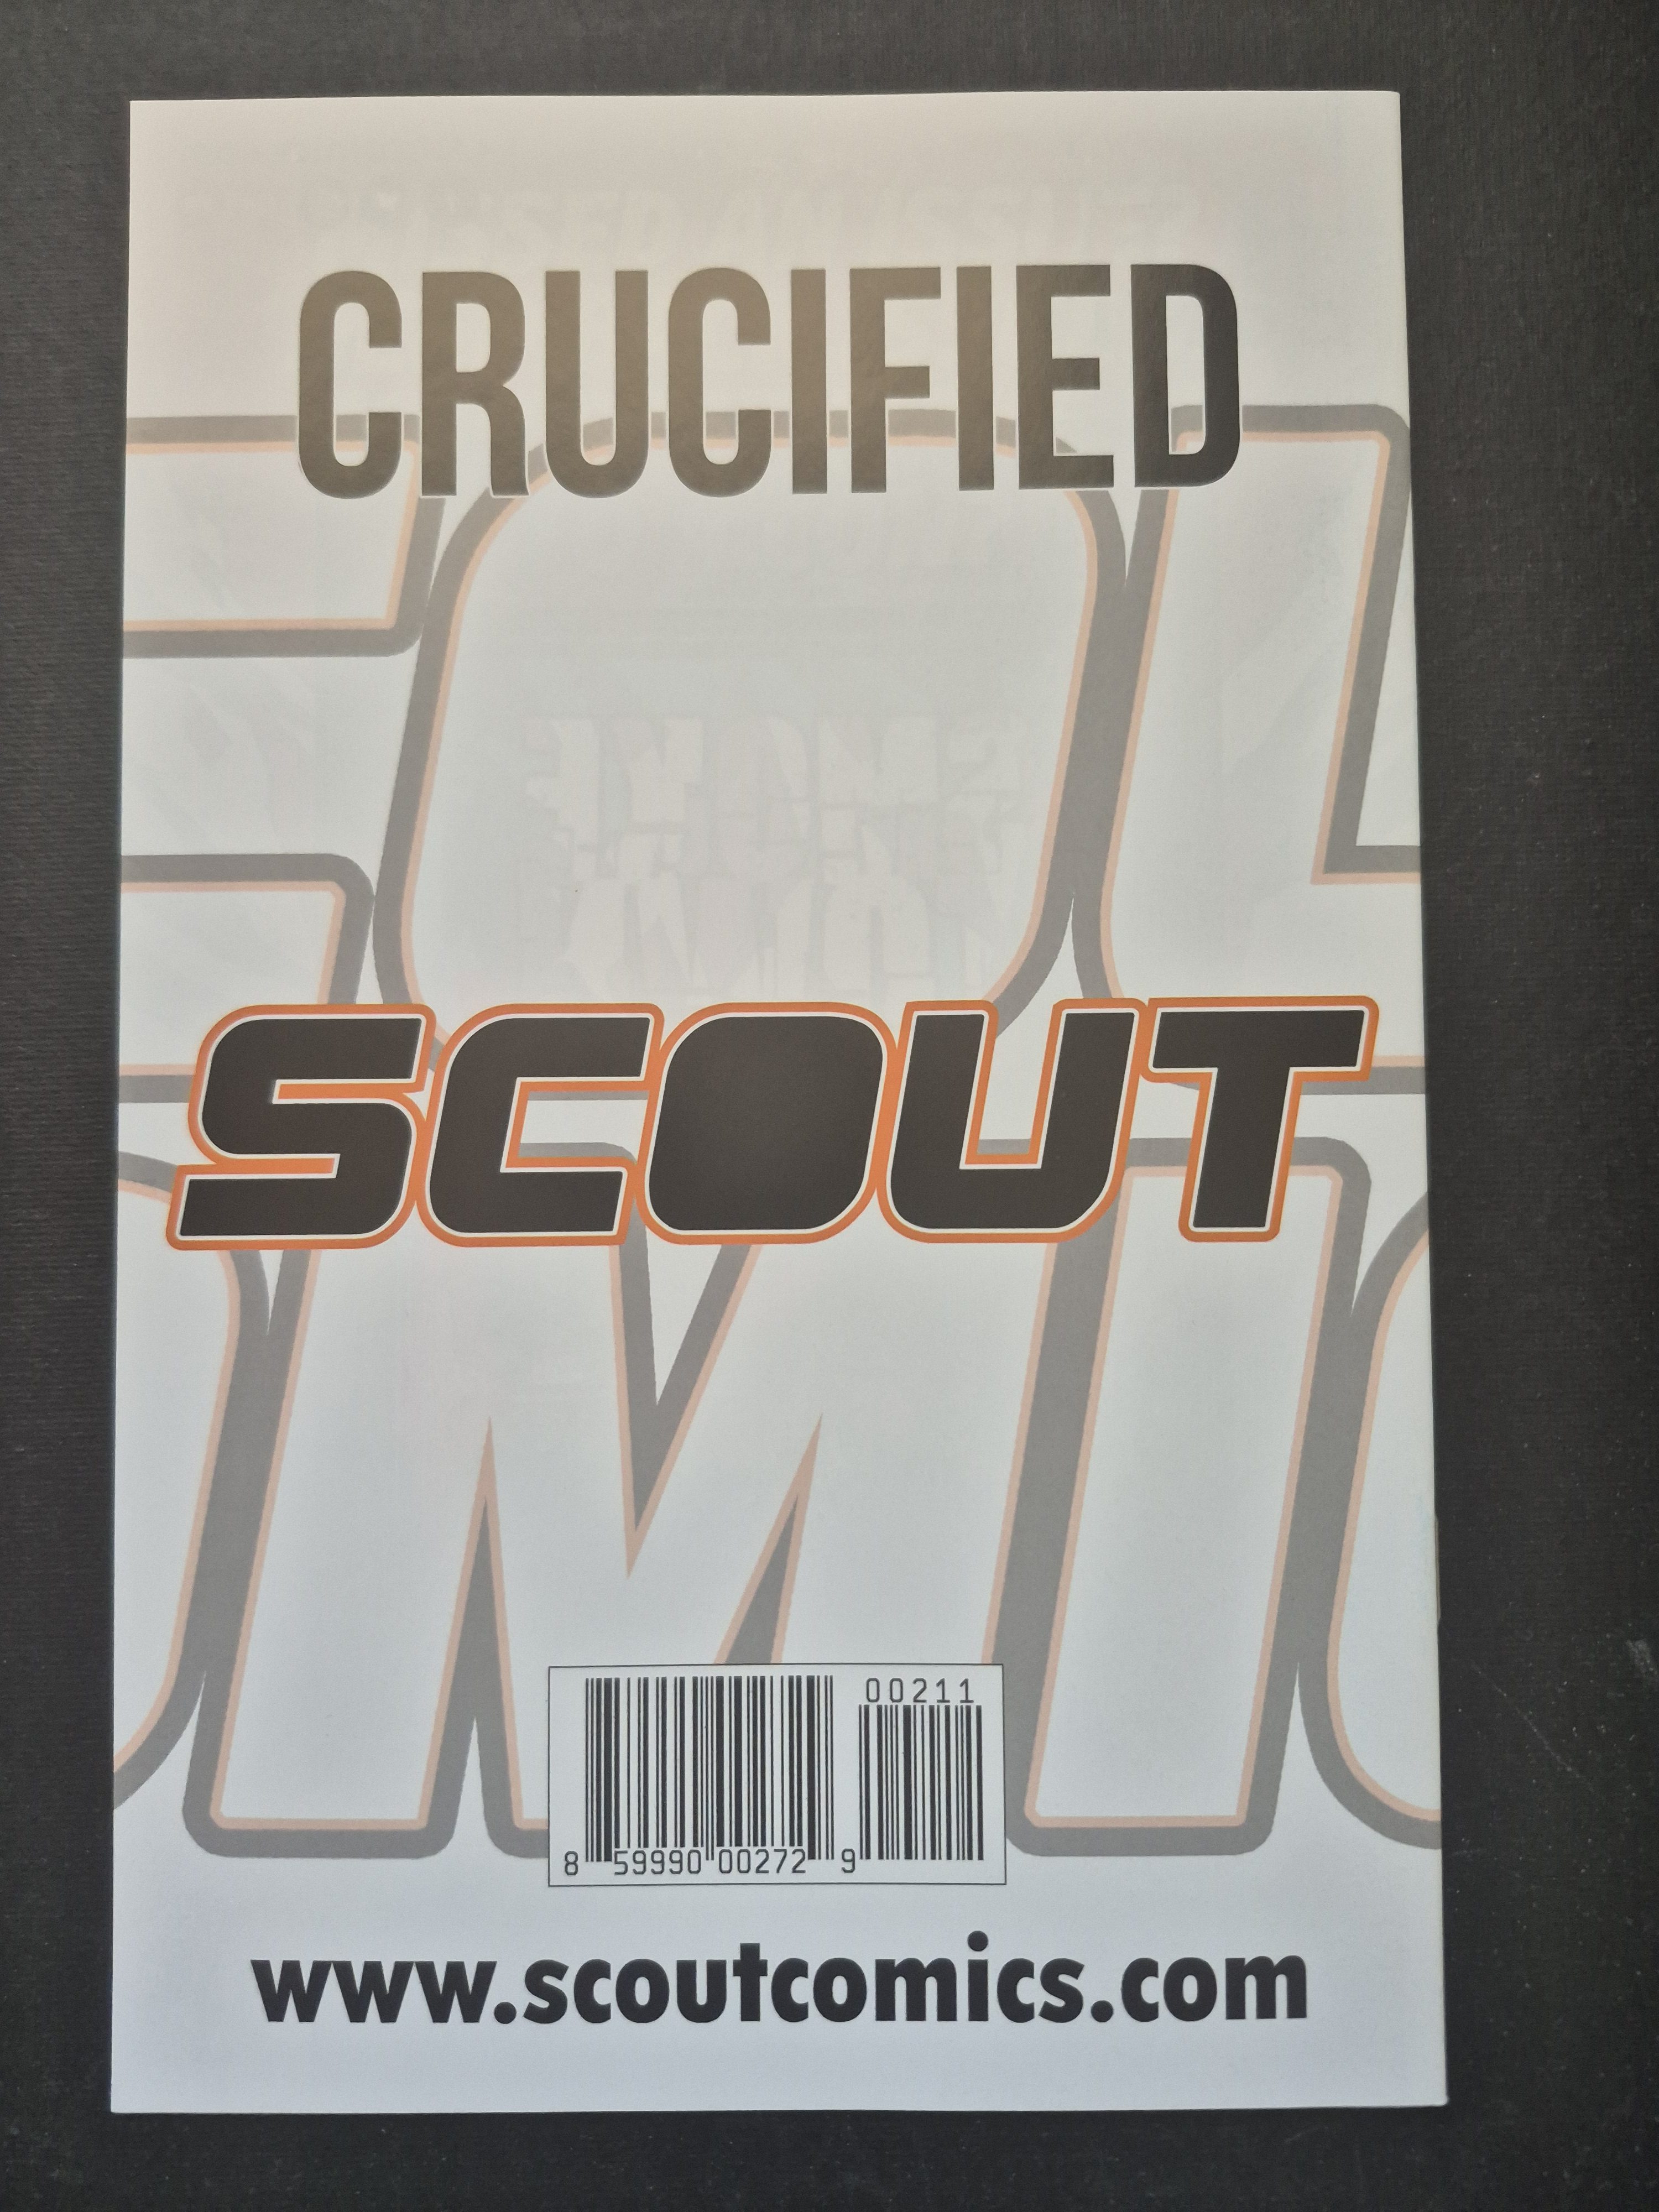 CRUCIFIED
SCOUT
00211
8 59990 00272 9
www.scoutcomics.com